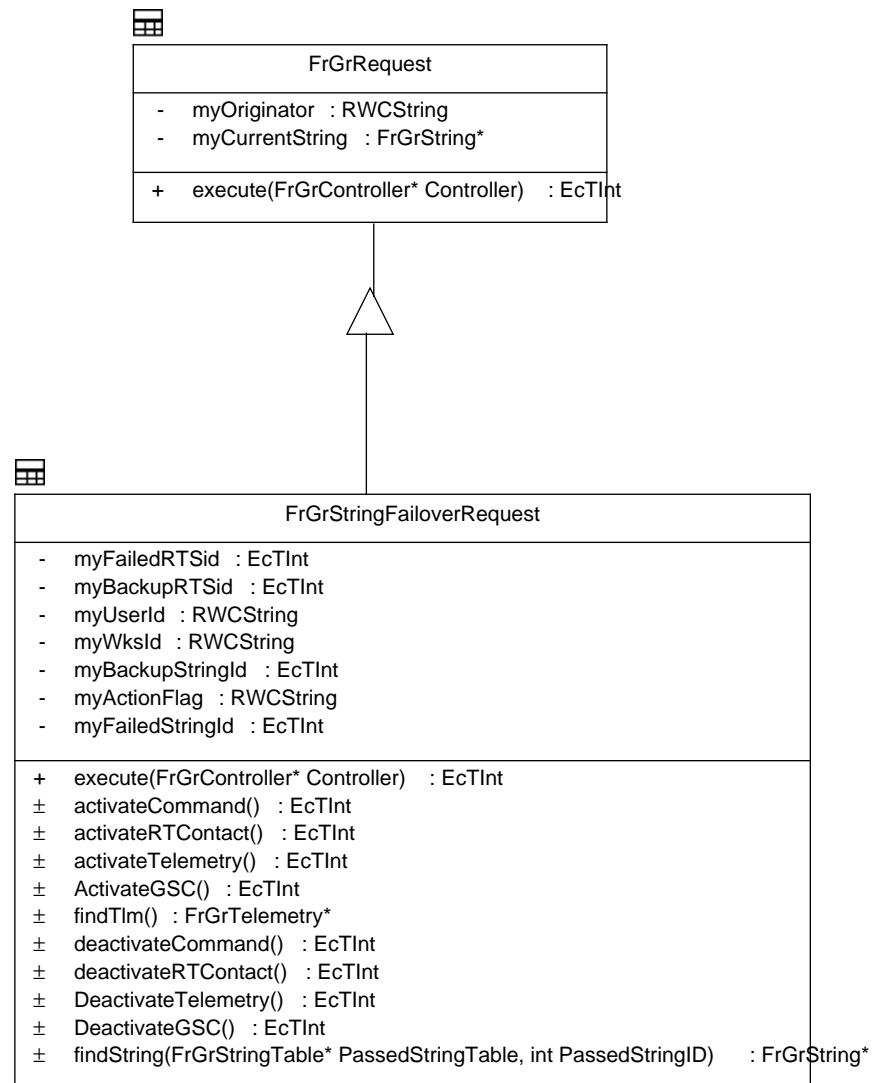 FrGrRequest
- myOriginator : RWCString
- myCurrentString : FrGrString*
+ execute(FrGrController* Controller) : EcTInt
FrGrStringFailoverRequest
- myFailedRTSid : EcTInt
- myBackupRTSid : EcTInt
- myUserId : RWCString
- myWksId : RWCString
- myBackupStringId : EcTInt
- myActionFlag : RWCString
- myFailedStringId : EcTInt
+ execute(FrGrController* Controller) : EcTInt
± activateCommand() : EcTInt
± activateRTContact() : EcTInt
± activateTelemetry() : EcTInt
± ActivateGSC() : EcTInt
± findTlm() : FrGrTelemetry*
± deactivateCommand() : EcTInt
± deactivateRTContact() : EcTInt
± DeactivateTelemetry() : EcTInt
± DeactivateGSC() : EcTInt
± findString(FrGrStringTable* PassedStringTable, int PassedStringID) : FrGrString*